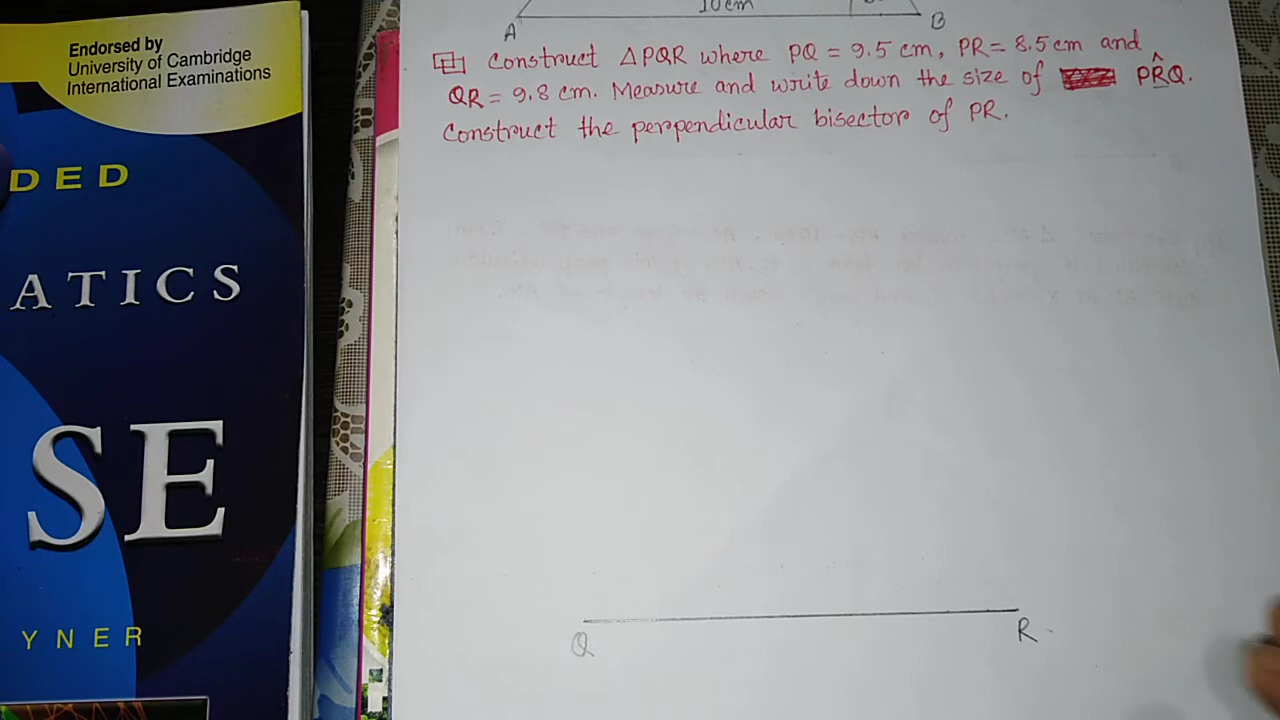 Endorsed by
University of Cambridge
International Examinations
DED
ATICS
SE
YNER
10cm
A
B
Construct △PQR where PQ = 9.5 cm, PR = 8.5 cm and
QR = 9.8 cm. Measure and write down the size of PR̂Q.
Construct the perpendicular bisector of PR.
Q
R